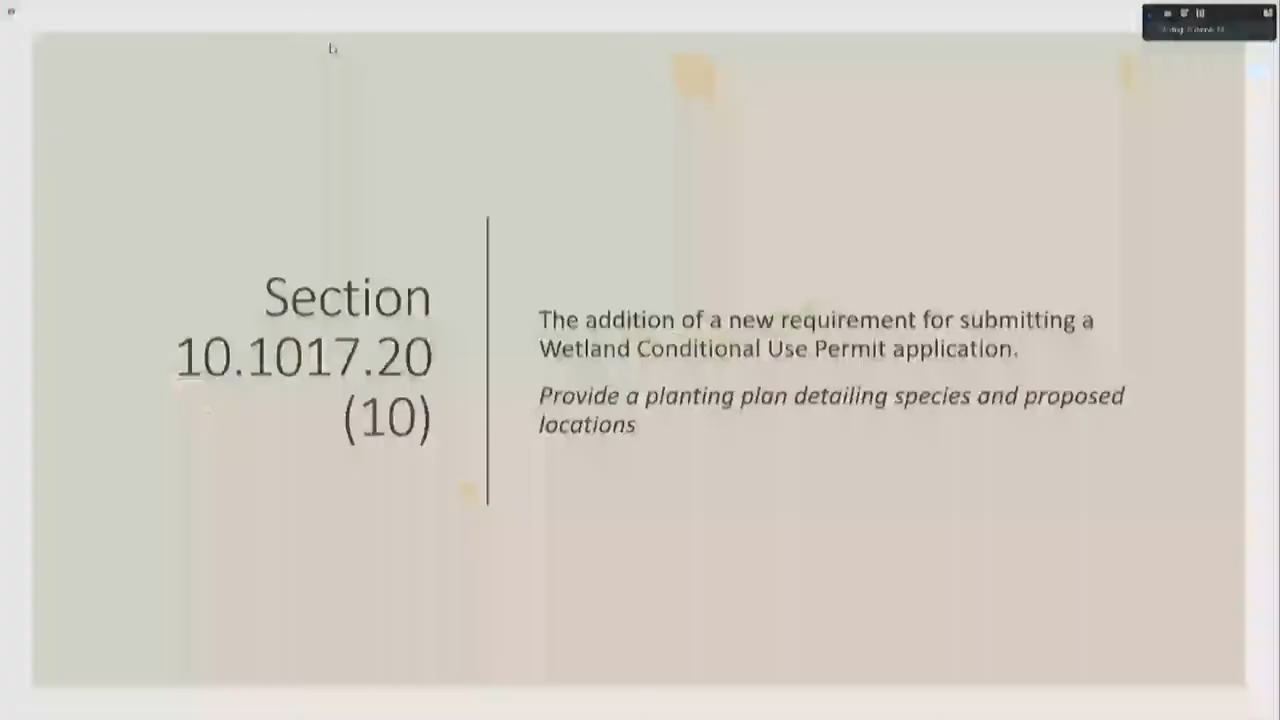 Section
10.1017.20
(10)
The addition of a new requirement for submitting a
Wetland Conditional Use Permit application.
Provide a planting plan detailing species and proposed
locations